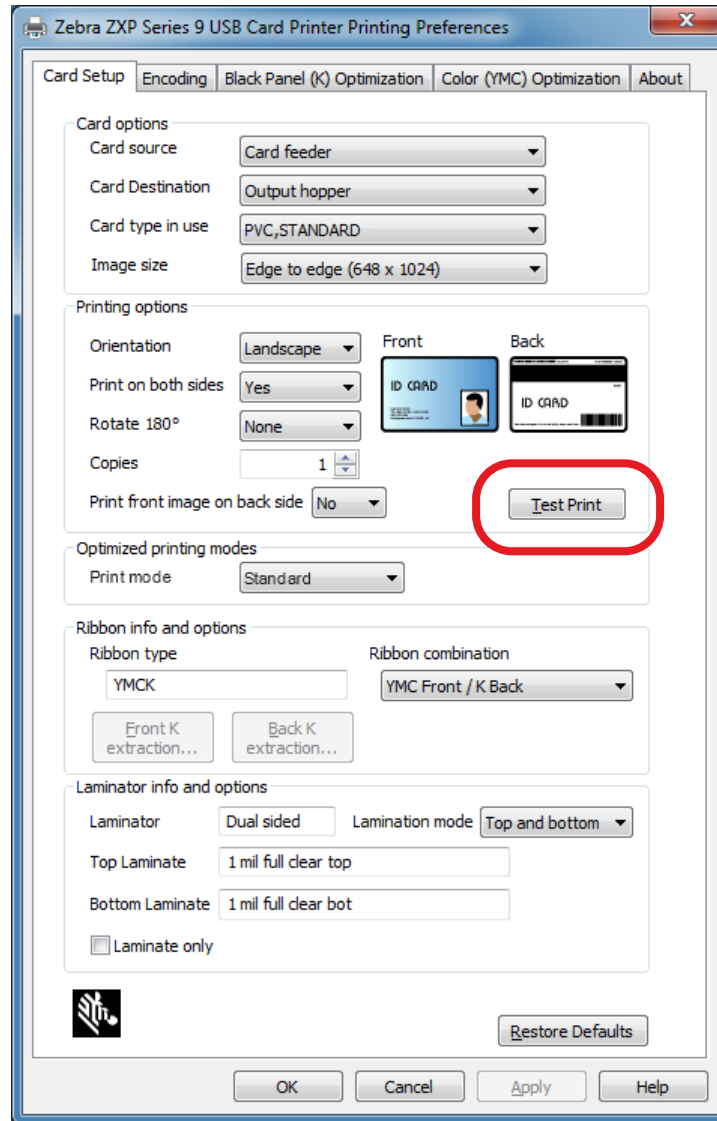 Zebra ZXP Series 9 USB Card Printer Printing Preferences
X
Card Setup Encoding Black Panel (K) Optimization Color (YMC) Optimization About
Card options
Card source Card feeder
Card Destination Output hopper
Card type in use PVC,STANDARD
Image size Edge to edge (648 x 1024)
Printing options
Orientation Landscape Front Back
Print on both sides Yes
ID CARD ID CARD
Rotate 180° None
Copies 1
Print front image on back side No Test Print
Optimized printing modes
Print mode Standard
Ribbon info and options
Ribbon type Ribbon combination
YMCK YMC Front / K Back
Front K Back K
extraction... extraction...
Laminator info and options
Laminator Dual sided Lamination mode Top and bottom
Top Laminate 1 mil full clear top
Bottom Laminate 1 mil full clear bot
Laminate only
Restore Defaults
OK Cancel Apply Help